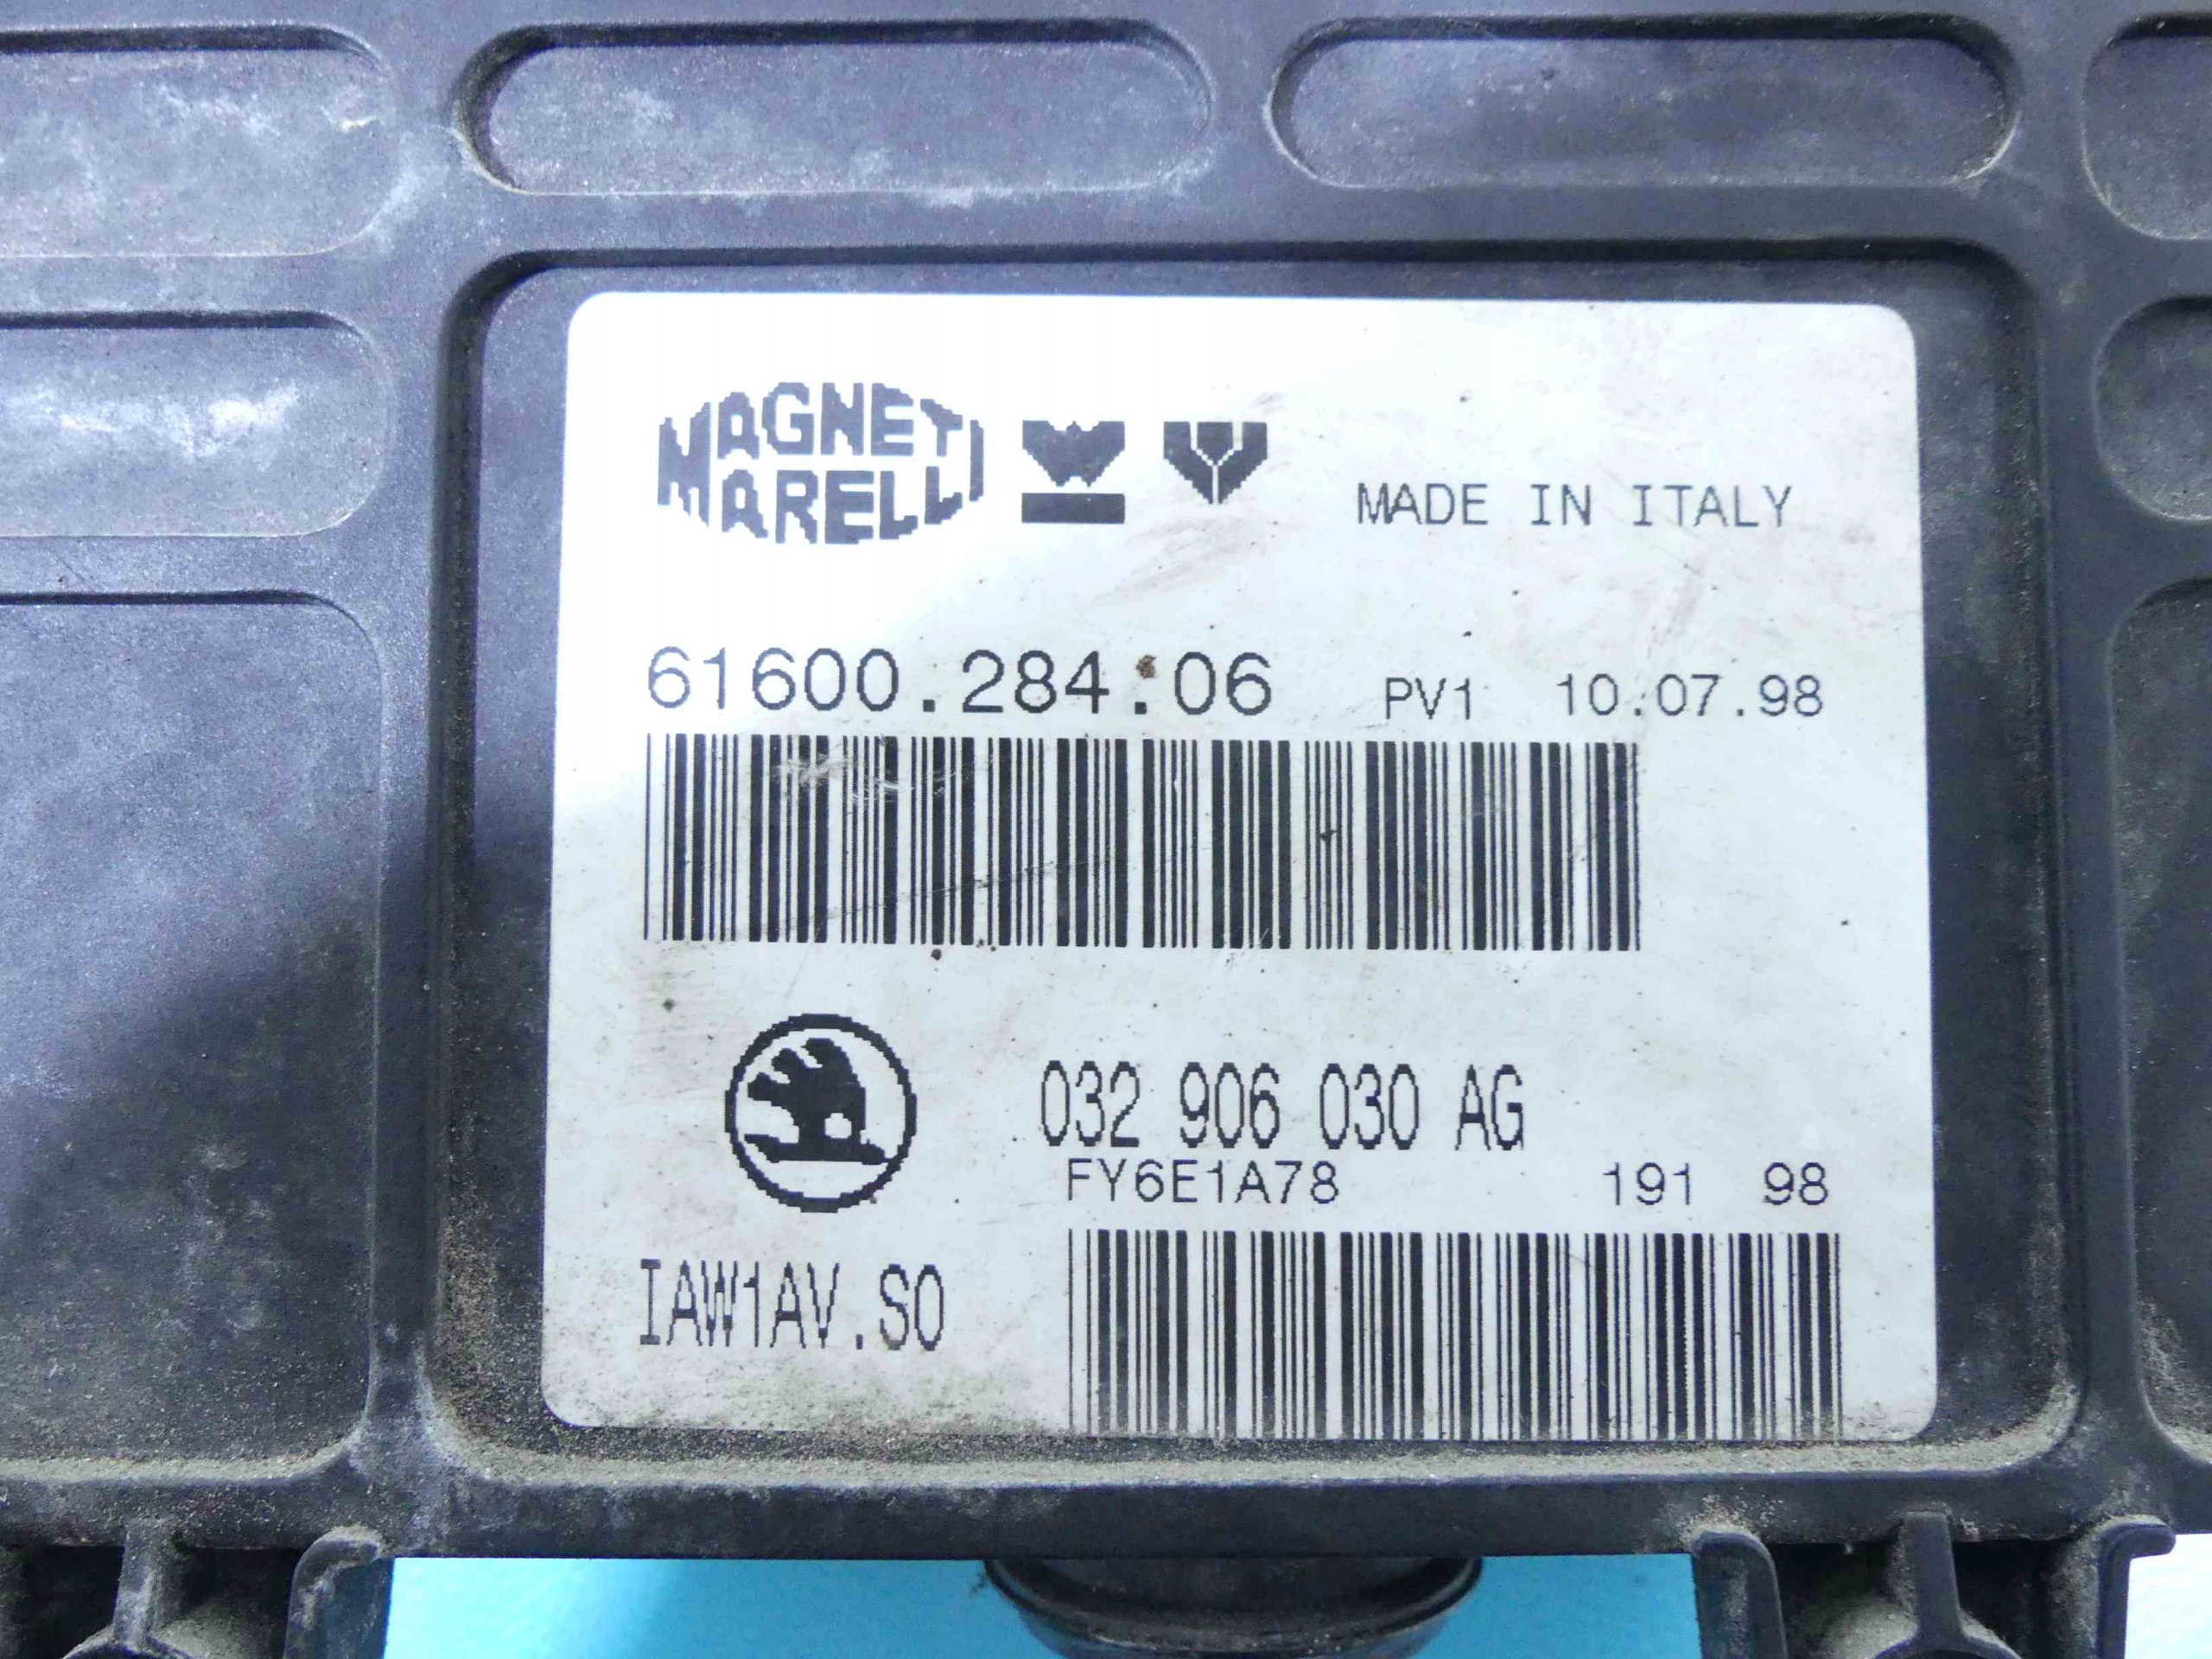 MAGNETI
MARELLI
MADE IN ITALY
61600.284.06 PV1 10.07.98
032 906 030 AG
FY6E1A78 191 98
IAW1AV.S0